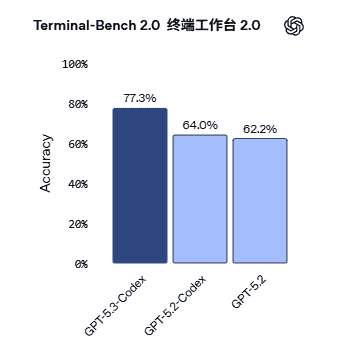 Terminal-Bench 2.0 终端工作台 2.0
100%
80%
60%
40%
20%
0%
Accuracy
77.3%
64.0%
62.2%
GPT-5.3-Codex
GPT-5.2-Codex
GPT-5.2